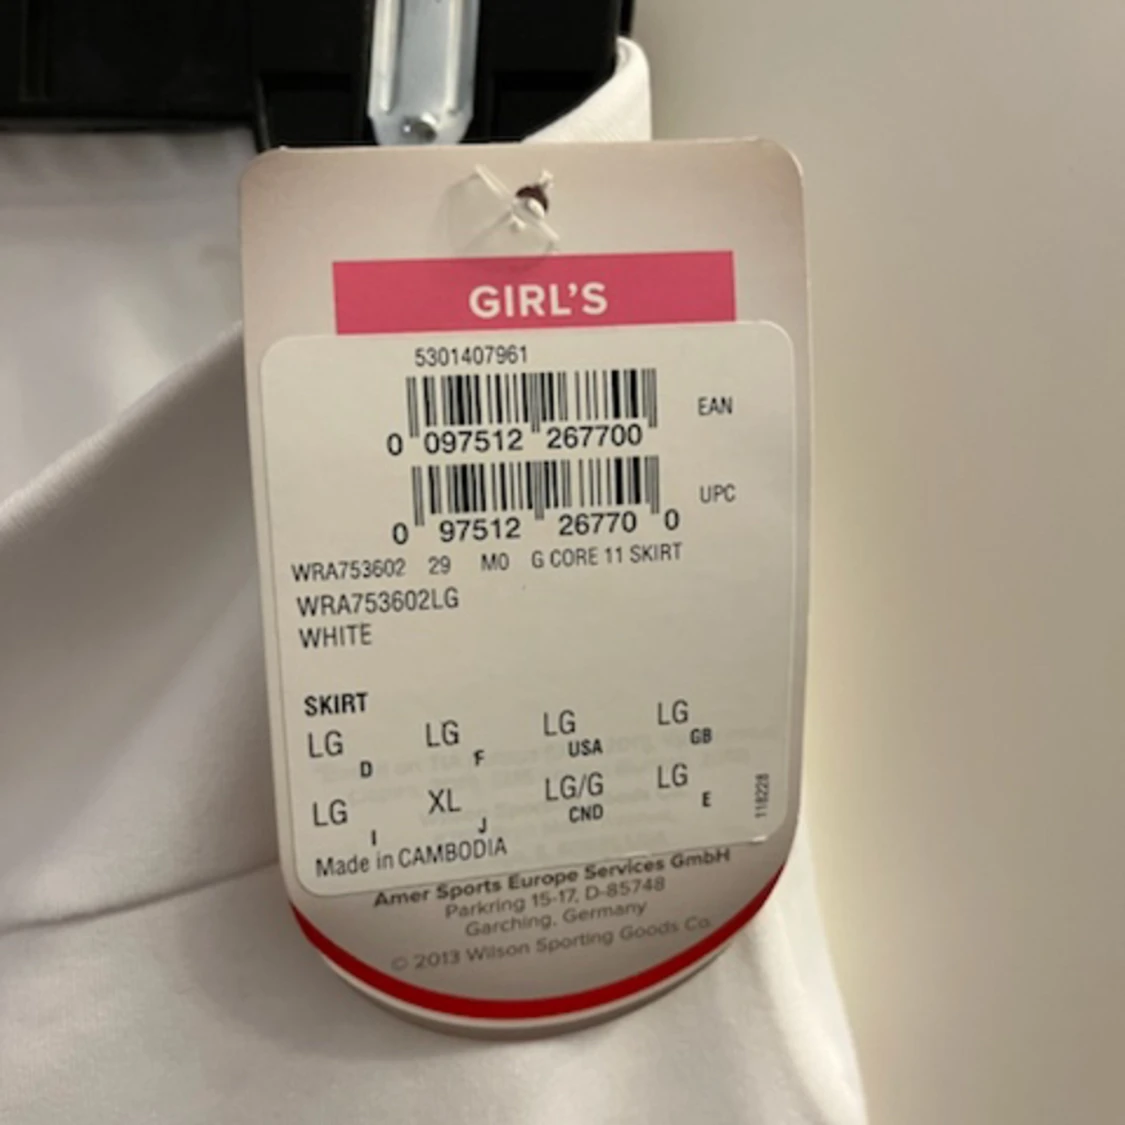 GIRL'S
5301407961
EAN
0 097512 267700
UPC
0 97512 26770 0
WRA753602 29 M0 G CORE 11 SKIRT
WRA753602LG
WHITE
SKIRT
LG D LG F LG USA LG GB
LG I XL J LG/G CND LG E
118228
Made in CAMBODIA
Amer Sports Europe Services GmbH
Parkring 15-17, D-85748
Garching, Germany
© 2013 Wilson Sporting Goods Co.